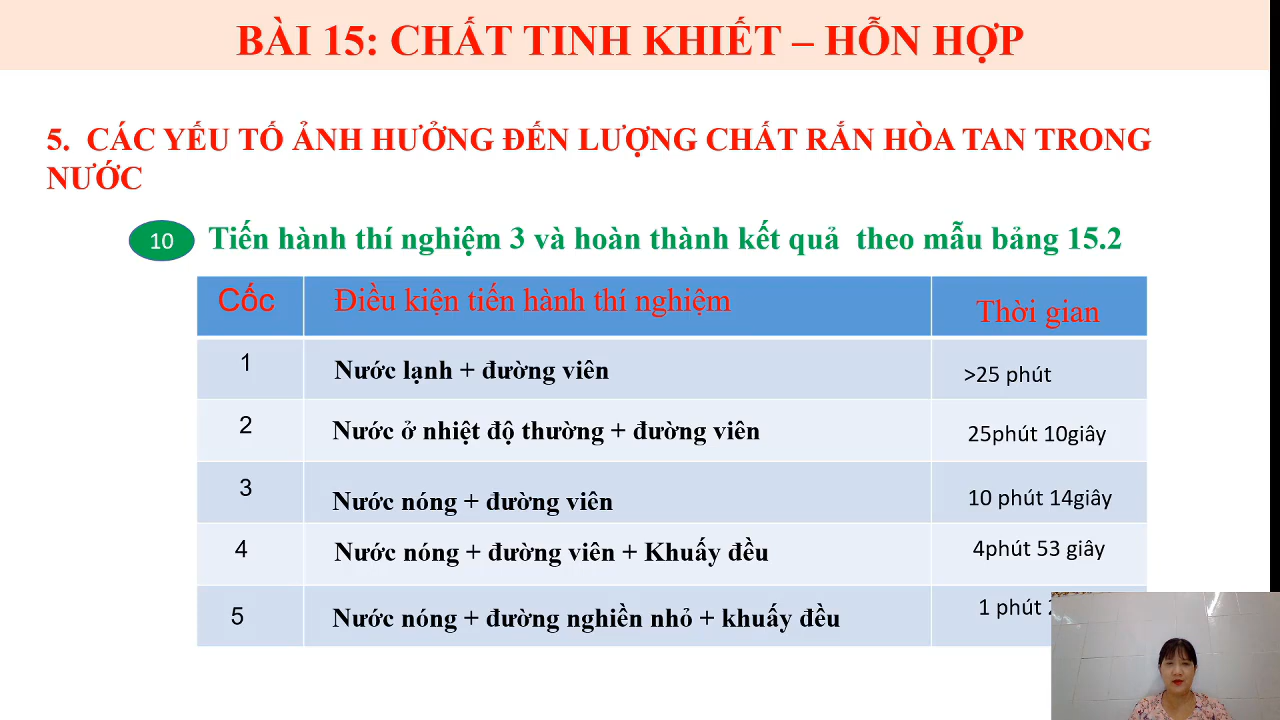 BÀI 15: CHẤT TINH KHIẾT – HỖN HỢP
5. CÁC YẾU TỐ ẢNH HƯỞNG ĐẾN LƯỢNG CHẤT RẮN HÒA TAN TRONG
NƯỚC
10 Tiến hành thí nghiệm 3 và hoàn thành kết quả theo mẫu bảng 15.2
Cốc Điều kiện tiến hành thí nghiệm Thời gian
1 Nước lạnh + đường viên >25 phút
2 Nước ở nhiệt độ thường + đường viên 25phút 10giây
3 Nước nóng + đường viên 10 phút 14giây
4 Nước nóng + đường viên + Khuấy đều 4phút 53 giây
5 Nước nóng + đường nghiền nhỏ + khuấy đều 1 phút